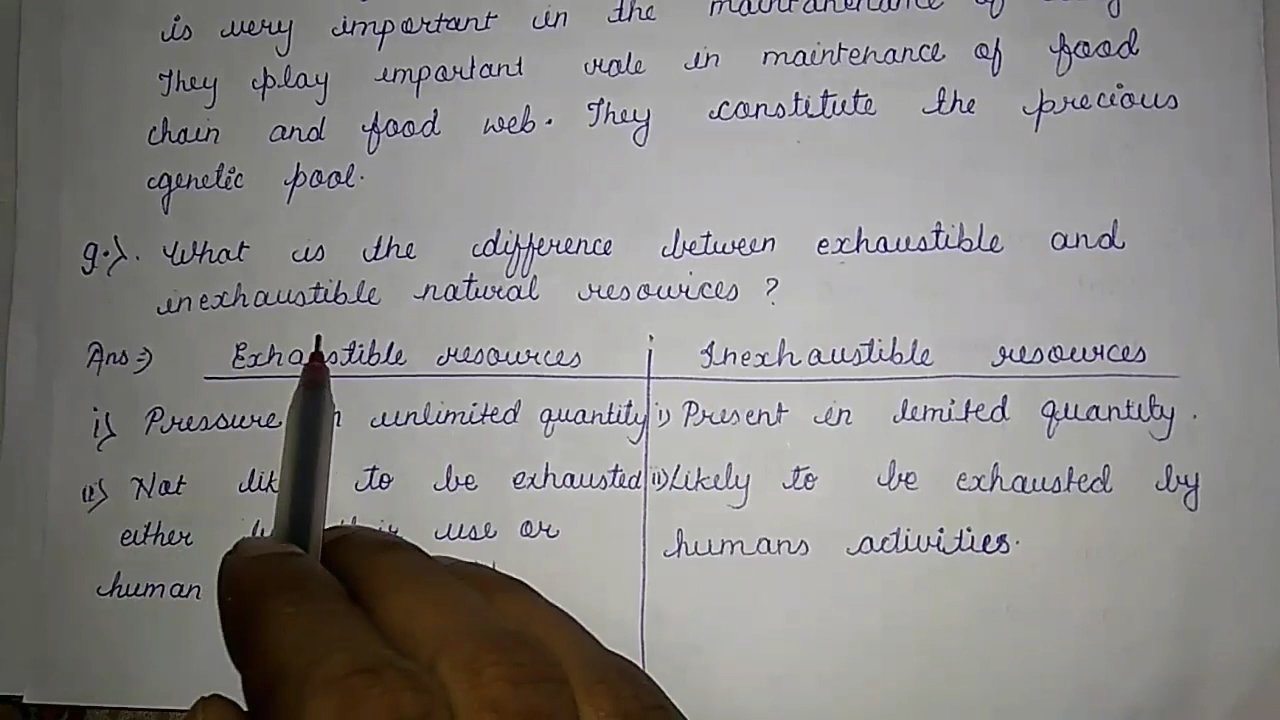 is very important in the
They play important role in maintenance of food
chain and food web. They constitute the precious
genetic pool.
9.). What is the difference between exhaustible and
inexhaustible natural resources ?
Ans ⇒ Exhaustible resources Inexhaustible resources
i) Pressure unlimited quantity i) Present in limited quantity.
ii) Not to be exhausted ii) Likely to be exhausted by
either use or humans activities.
human